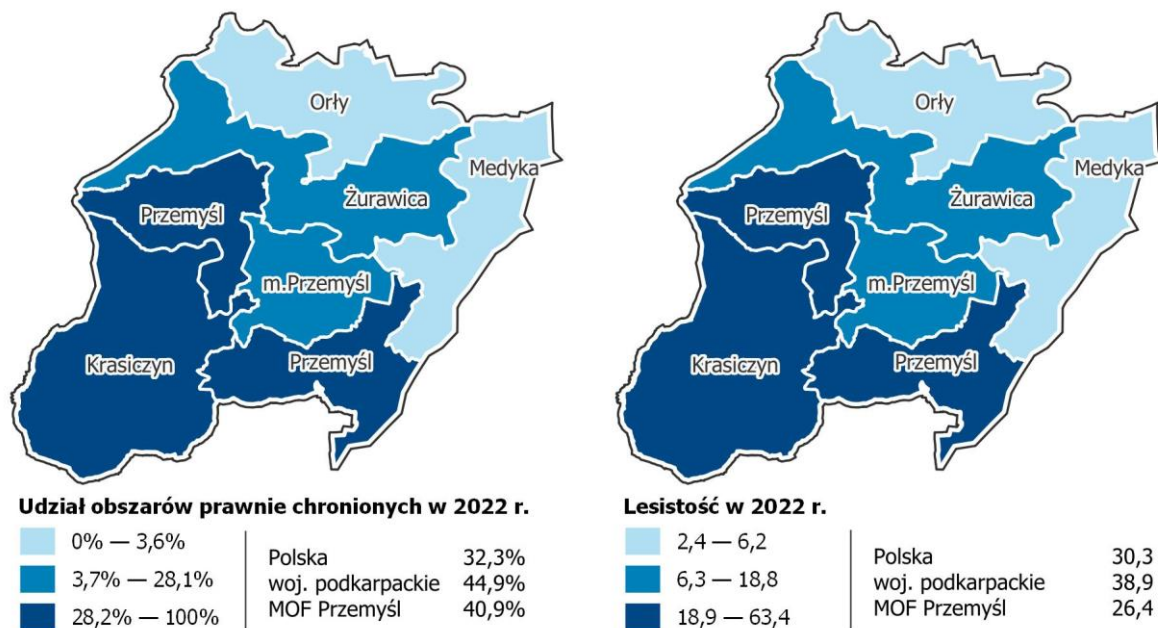 Orły
Medyka
Żurawica
Przemyśl
m.Przemyśl
Krasiczyn
Przemyśl
Udział obszarów prawnie chronionych w 2022 r.
0% — 3,6%
3,7% — 28,1%
28,2% — 100%
Polska 32,3%
woj. podkarpackie 44,9%
MOF Przemyśl 40,9%
Orły
Medyka
Żurawica
Przemyśl
m.Przemyśl
Krasiczyn
Przemyśl
Lesistość w 2022 r.
2,4 — 6,2
6,3 — 18,8
18,9 — 63,4
Polska 30,3
woj. podkarpackie 38,9
MOF Przemyśl 26,4